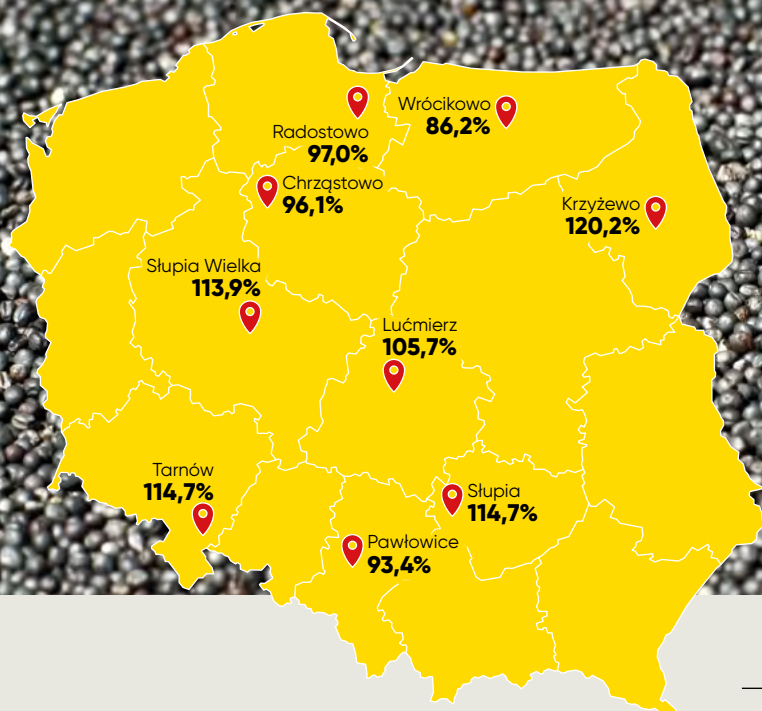 Wrócikowo
86,2%
Radostowo
97,0%
Chrząstowo
96,1%
Krzyżewo
120,2%
Słupia Wielka
113,9%
Lućmierz
105,7%
Tarnów
114,7%
Słupia
114,7%
Pawłowice
93,4%